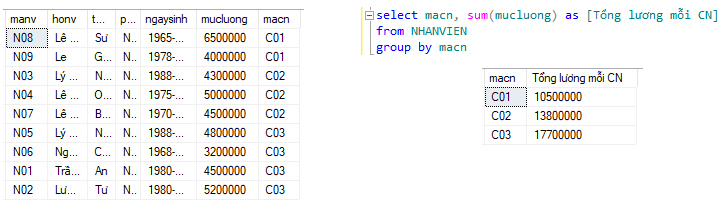 manv honv t... p... ngaysinh mucluong macn
N08 Lê ... Sư N... 1965-... 6500000 C01
N09 Le G... N... 1978-... 4000000 C01
N03 Lý ... N... N... 1988-... 4300000 C02
N04 Lê ... O... N... 1975-... 5000000 C02
N07 Lê ... B... N... 1970-... 4500000 C02
N05 Lý ... N... N... 1988-... 4800000 C03
N06 Ng... C... N... 1968-... 3200000 C03
N01 Trầ... An N... 1980-... 4500000 C03
N02 Lư... Tư N... 1980-... 5200000 C03
select macn, sum(mucluong) as [Tổng lương mỗi CN]
from NHANVIEN
group by macn
macn Tổng lương mỗi CN
C01 10500000
C02 13800000
C03 17700000